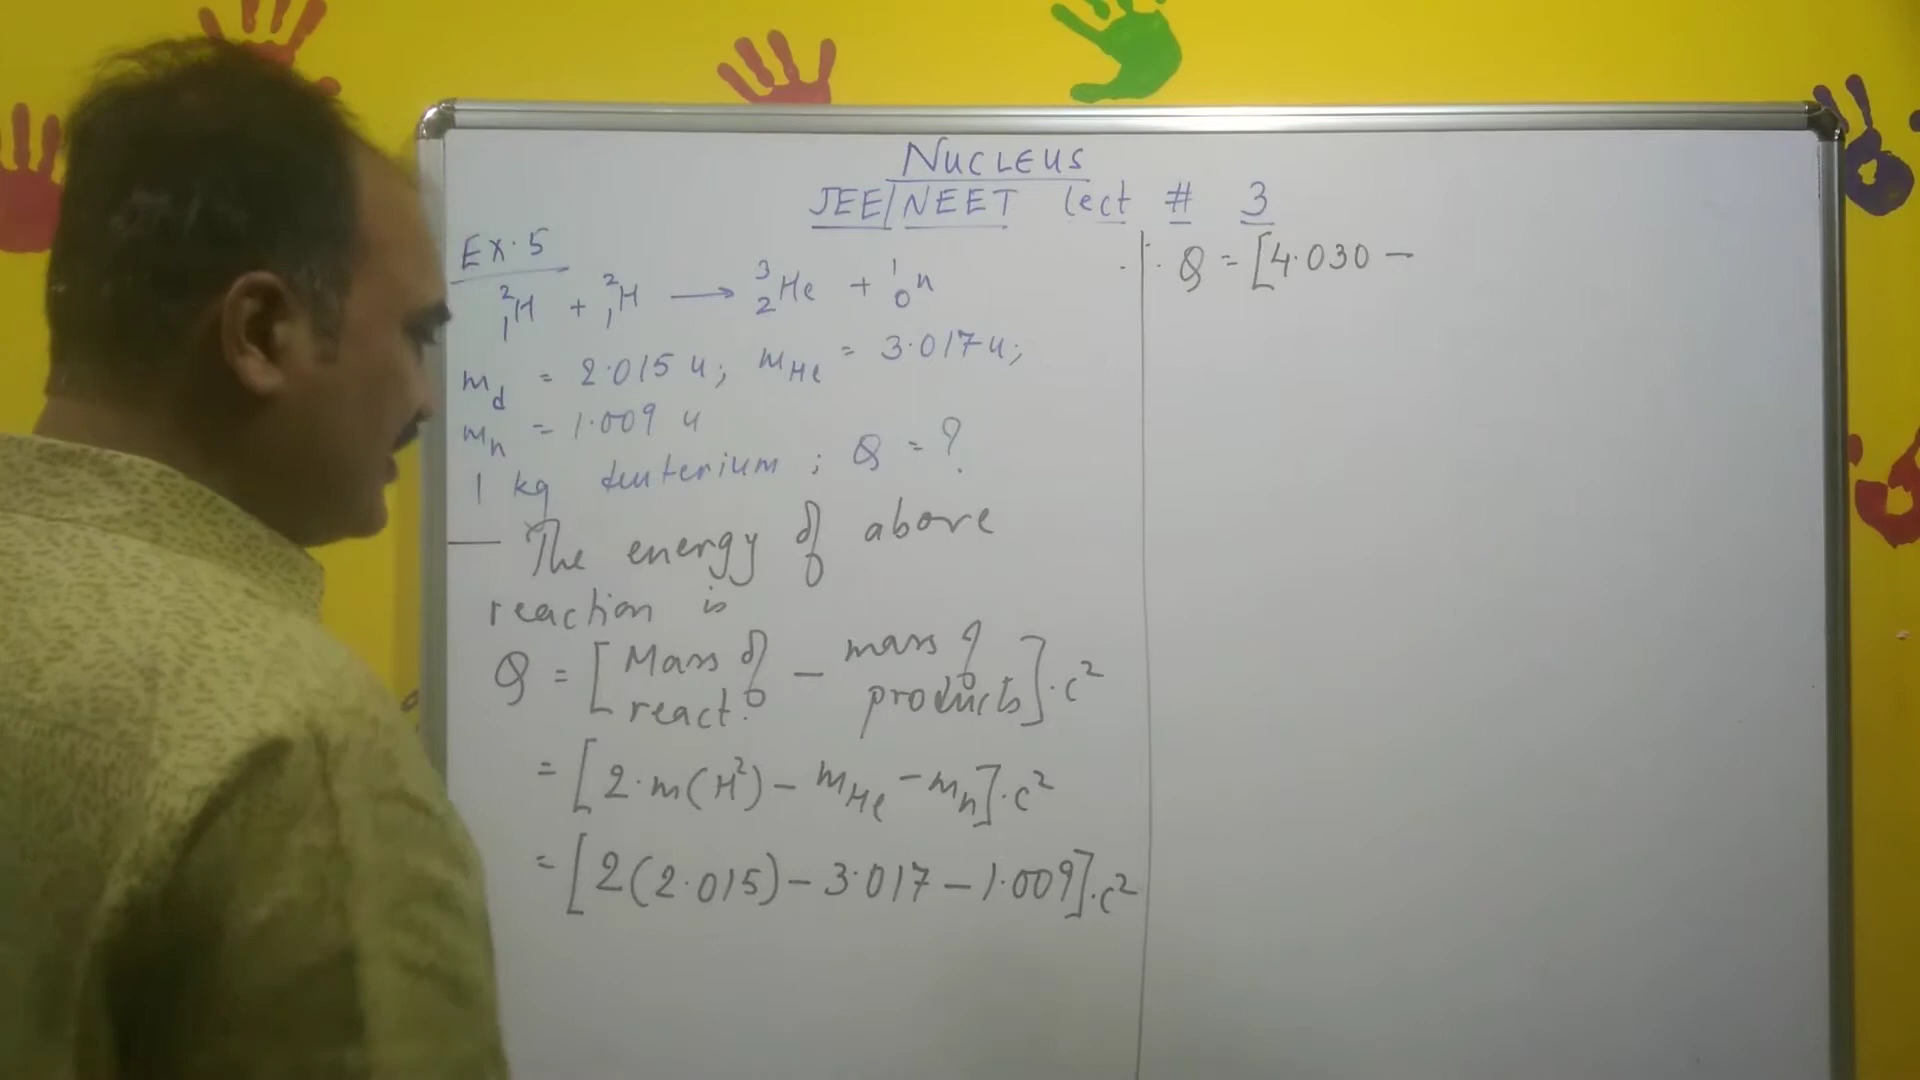 NUCLEUS
JEE/NEET lect # 3
Ex.5
²₁H + ²₁H ⟶ ³₂He + ¹₀n
m_d = 2.015 u; m_He = 3.017 u;
m_n = 1.009 u
1 kg deuterium ; Q = ?
— The energy of above
reaction is
Q = [Mass of react.ⁿ − mass of products].c²
= [2.m(H²) − m_He − m_n].c²
= [2(2.015) − 3.017 − 1.009].c²
∴ Q = [4.030 −